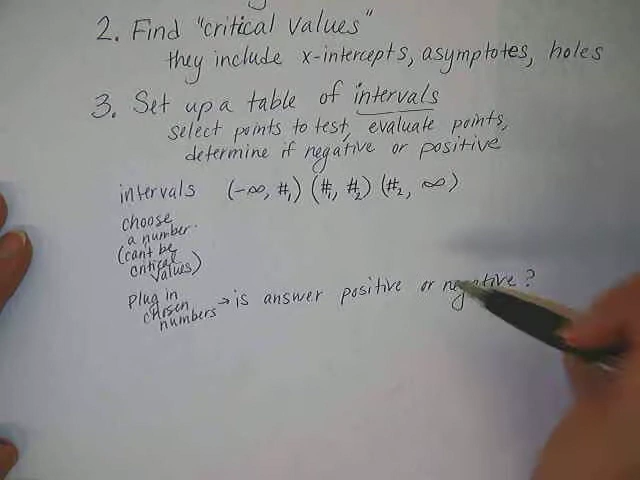 2. Find "critical values"
they include x-intercepts, asymptotes, holes
3. Set up a table of intervals
select points to test, evaluate points,
determine if negative or positive
intervals (-∞, #₁) (#₁, #₂) (#₂, ∞)
choose
a number.
(can't be
critical
values)
Plug in
chosen
numbers → is answer positive or negative?